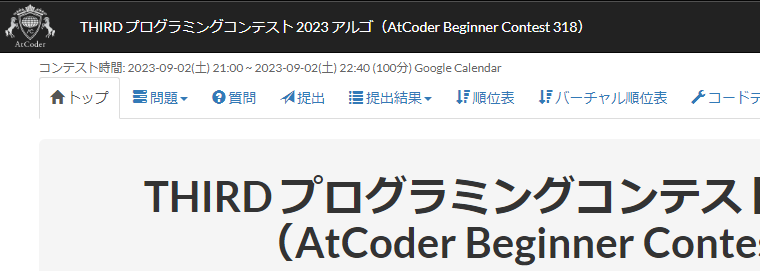 AtCoder
THIRD プログラミングコンテスト 2023 アルゴ（AtCoder Beginner Contest 318）
コンテスト時間: 2023-09-02(土) 21:00 ~ 2023-09-02(土) 22:40 (100分) Google Calendar
トップ 問題 質問 提出 提出結果 順位表 バーチャル順位表 コードテ
THIRD プログラミングコンテスト
（AtCoder Beginner Contes